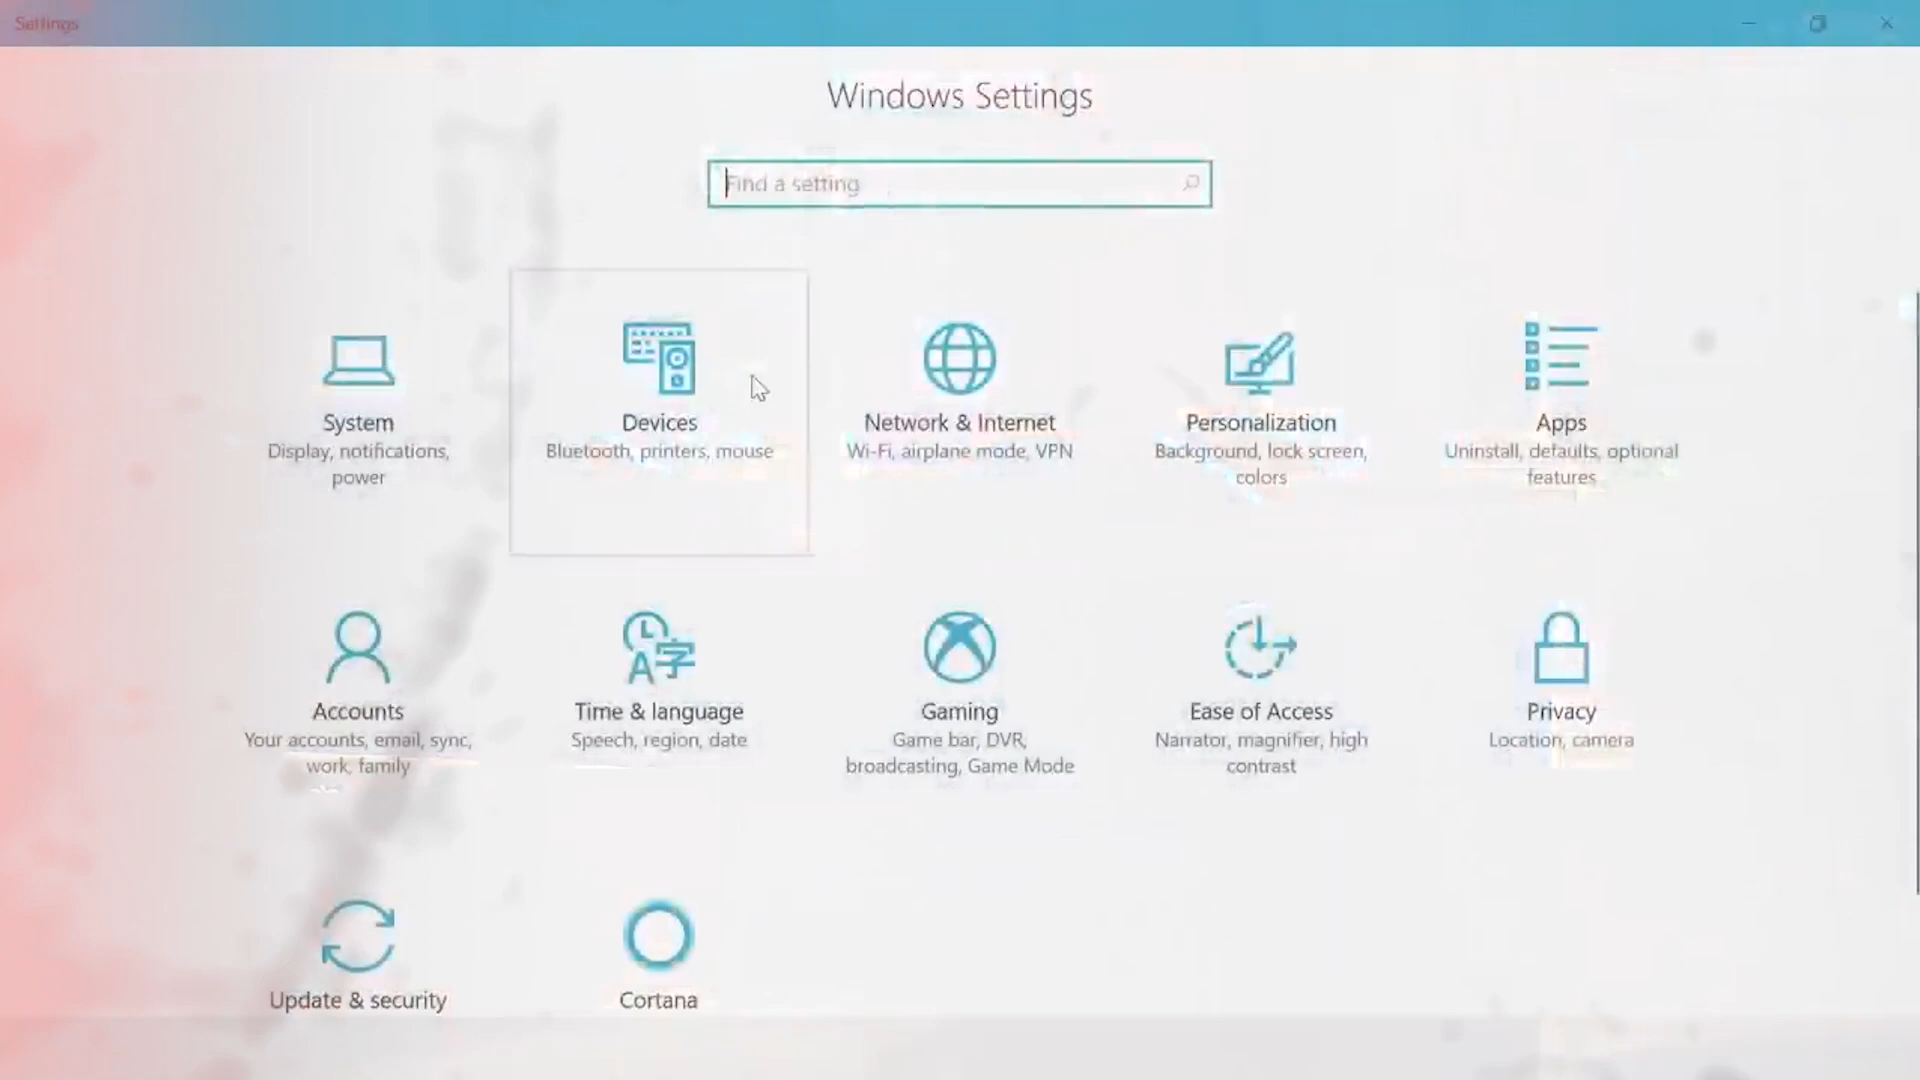 Settings
Windows Settings
Find a setting
System
Display, notifications,
power
Devices
Bluetooth, printers, mouse
Network & Internet
Wi-Fi, airplane mode, VPN
Personalization
Background, lock screen,
colors
Apps
Uninstall, defaults, optional
features
Accounts
Your accounts, email, sync,
work, family
Time & language
Speech, region, date
Gaming
Game bar, DVR,
broadcasting, Game Mode
Ease of Access
Narrator, magnifier, high
contrast
Privacy
Location, camera
Update & security
Cortana